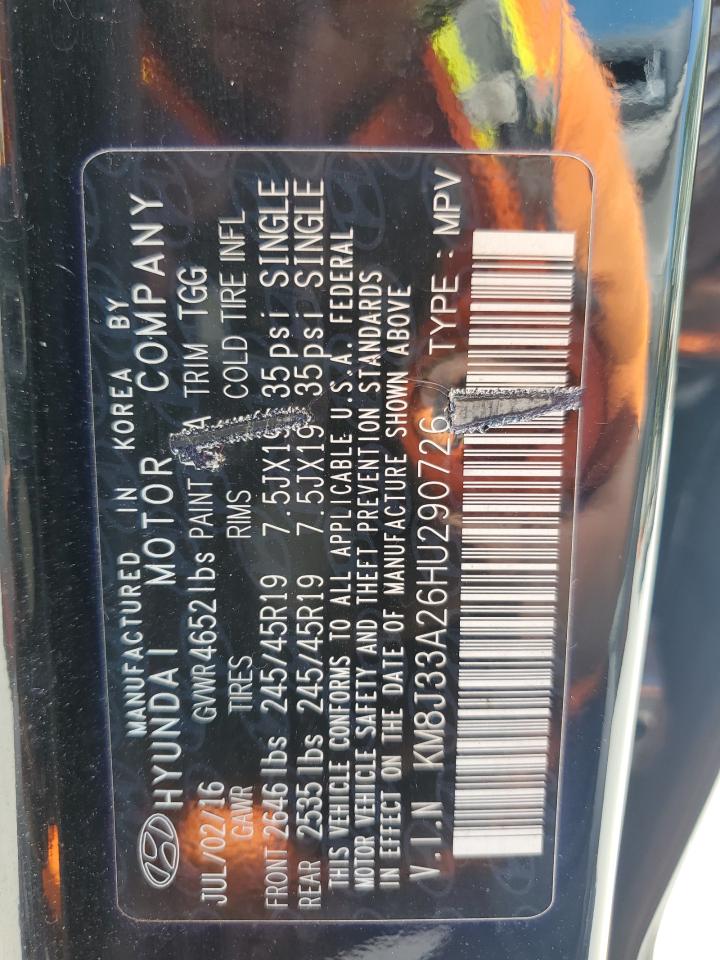 MANUFACTURED IN KOREA BY
HYUNDAI MOTOR COMPANY
JUL/02/16 GVWR 4652 lbs PAINT TRIM TGG
GAWR TIRES RIMS COLD TIRE INFL
FRONT 2646 lbs 245/45R19 7.5JX19 35psi SINGLE
REAR 2535 lbs 245/45R19 7.5JX19 35psi SINGLE
THIS VEHICLE CONFORMS TO ALL APPLICABLE U.S.A. FEDERAL
MOTOR VEHICLE SAFETY AND THEFT PREVENTION STANDARDS
IN EFFECT ON THE DATE OF MANUFACTURE SHOWN ABOVE
V.I.N KM8J33A26HU290726 TYPE : MPV